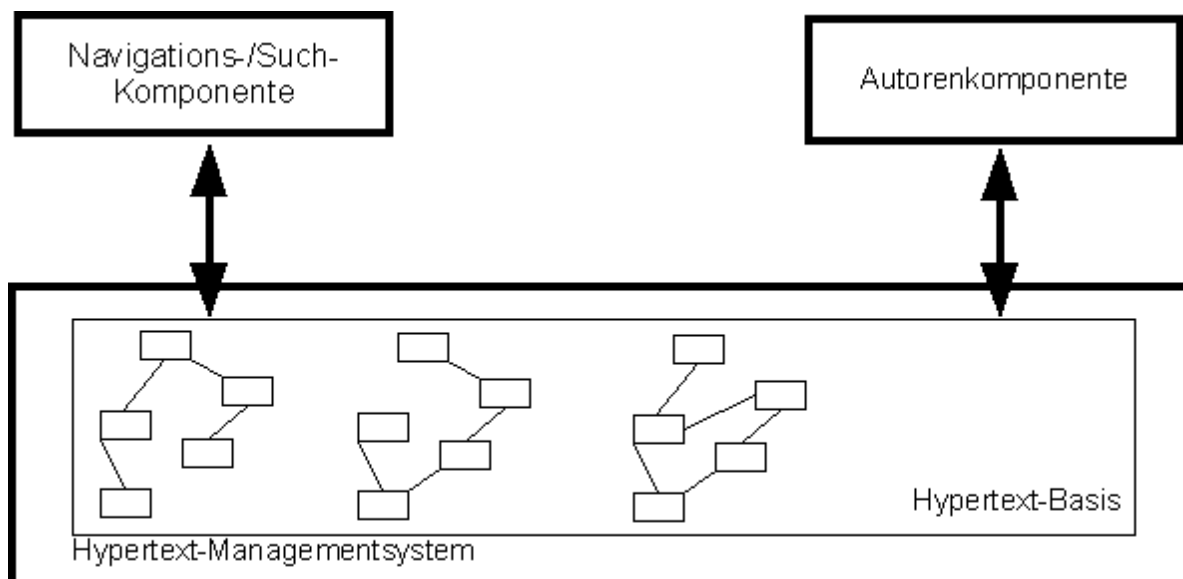 Navigations-/Such-
Komponente
Autorenkomponente
Hypertext-Basis
Hypertext-Managementsystem